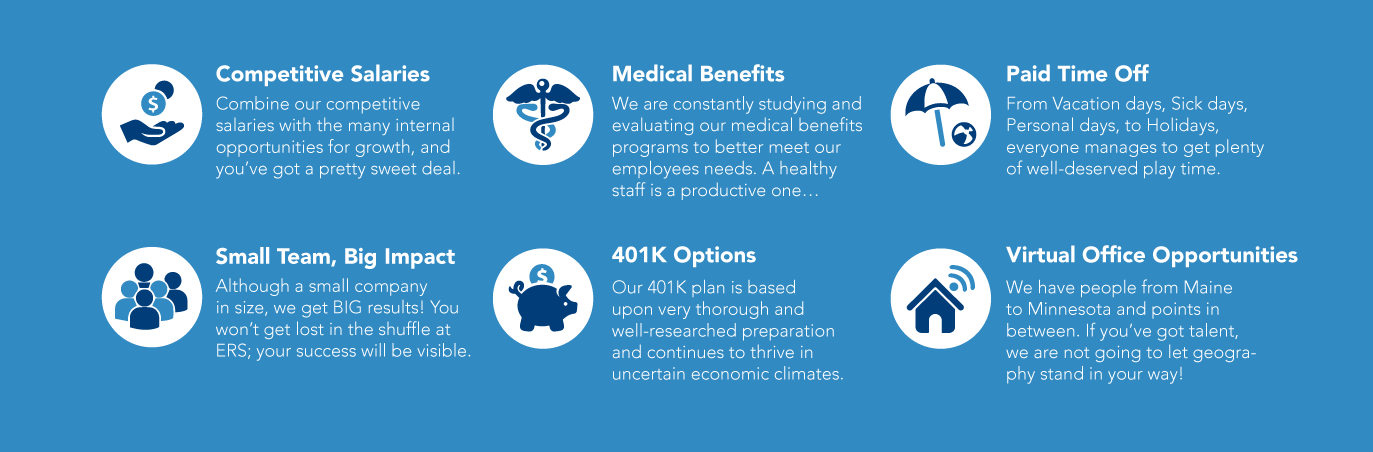 Competitive Salaries
Combine our competitive
salaries with the many internal
opportunities for growth, and
you've got a pretty sweet deal.
Medical Benefits
We are constantly studying and
evaluating our medical benefits
programs to better meet our
employees needs. A healthy
staff is a productive one…
Paid Time Off
From Vacation days, Sick days,
Personal days, to Holidays,
everyone manages to get plenty
of well-deserved play time.
Small Team, Big Impact
Although a small company
in size, we get BIG results! You
won't get lost in the shuffle at
ERS; your success will be visible.
401K Options
Our 401K plan is based
upon very thorough and
well-researched preparation
and continues to thrive in
uncertain economic climates.
Virtual Office Opportunities
We have people from Maine
to Minnesota and points in
between. If you've got talent,
we are not going to let geogra-
phy stand in your way!